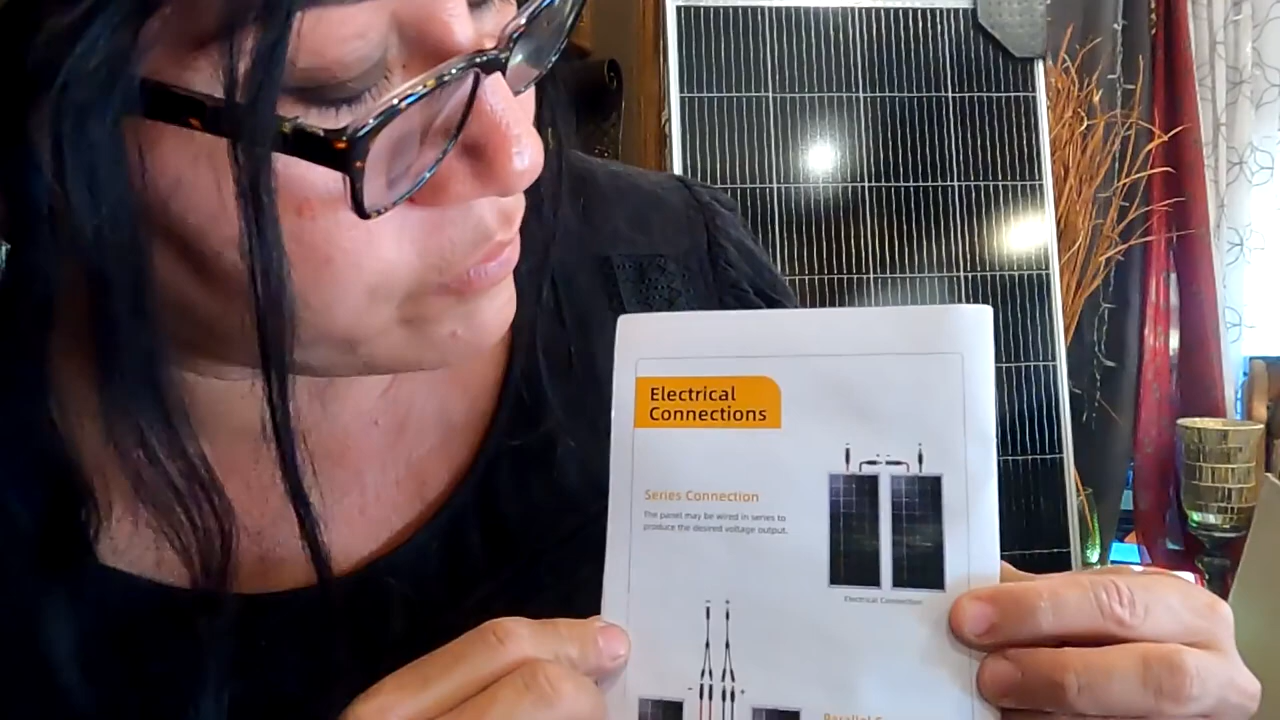 Electrical
Connections
Series Connection
The panel may be wired in series to
produce the desired voltage output.
Electrical Connection
Parallel